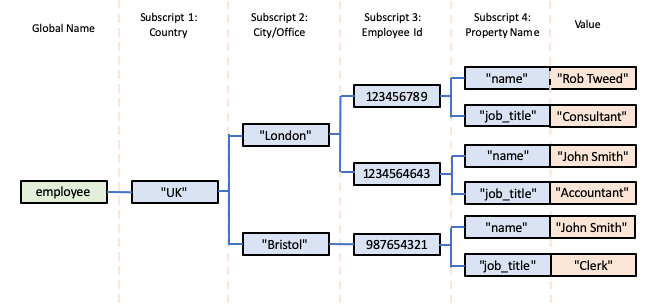 Global Name
Subscript 1:
Country
Subscript 2:
City/Office
Subscript 3:
Employee Id
Subscript 4:
Property Name
Value
employee
"UK"
"London"
"Bristol"
123456789
1234564643
987654321
"name" "Rob Tweed"
"job_title" "Consultant"
"name" "John Smith"
"job_title" "Accountant"
"name" "John Smith"
"job_title" "Clerk"